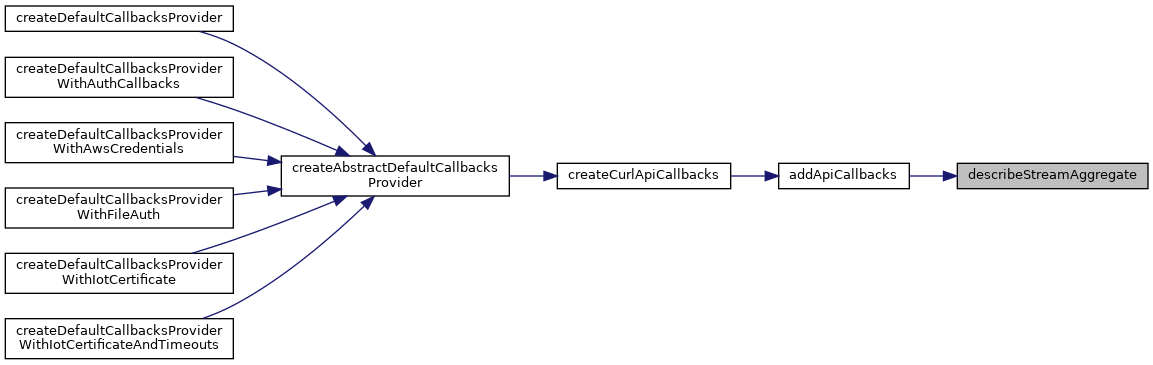 createDefaultCallbacksProvider
createDefaultCallbacksProvider
WithAuthCallbacks
createDefaultCallbacksProvider
WithAwsCredentials
createDefaultCallbacksProvider
WithFileAuth
createDefaultCallbacksProvider
WithIotCertificate
createDefaultCallbacksProvider
WithIotCertificateAndTimeouts
createAbstractDefaultCallbacks
Provider
createCurlApiCallbacks
addApiCallbacks
describeStreamAggregate